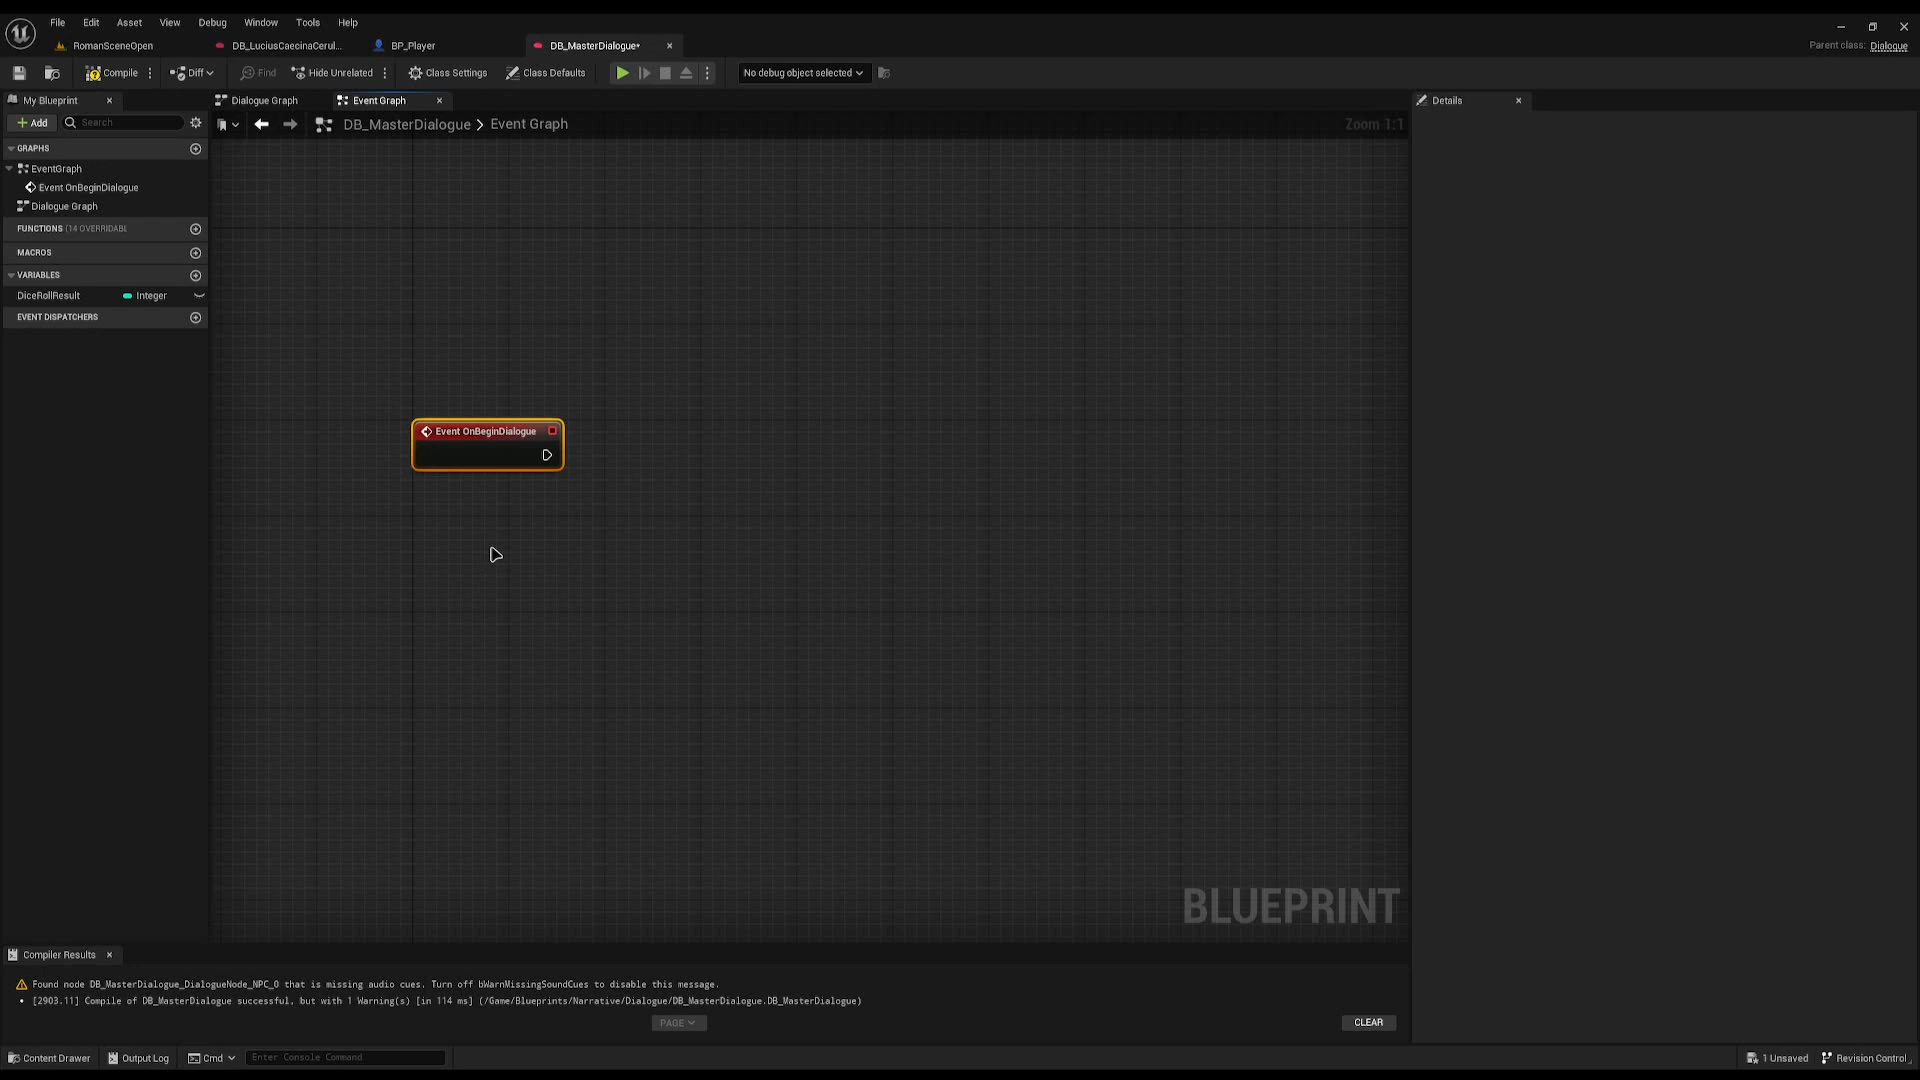 File Edit Asset View Debug Window Tools Help
RomanSceneOpen DB_LuciusCaecinaCerul... BP_Player DB_MasterDialogue*
Parent class: Dialogue
Compile Diff Find Hide Unrelated Class Settings Class Defaults No debug object selected
My Blueprint Dialogue Graph Event Graph Details
Add Search DB_MasterDialogue > Event Graph Zoom 1:1
GRAPHS
EventGraph
Event OnBeginDialogue
Dialogue Graph
FUNCTIONS (14 OVERRIDABL
MACROS
VARIABLES
DiceRollResult Integer
EVENT DISPATCHERS
Event OnBeginDialogue
BLUEPRINT
Compiler Results
Found node DB_MasterDialogue_DialogueNode_NPC_0 that is missing audio cues. Turn off bWarnMissingSoundCues to disable this message.
• [2903.11] Compile of DB_MasterDialogue successful, but with 1 Warning(s) [in 114 ms] (/Game/Blueprints/Narrative/Dialogue/DB_MasterDialogue.DB_MasterDialogue)
PAGE CLEAR
Content Drawer Output Log Cmd Enter Console Command 1 Unsaved Revision Control